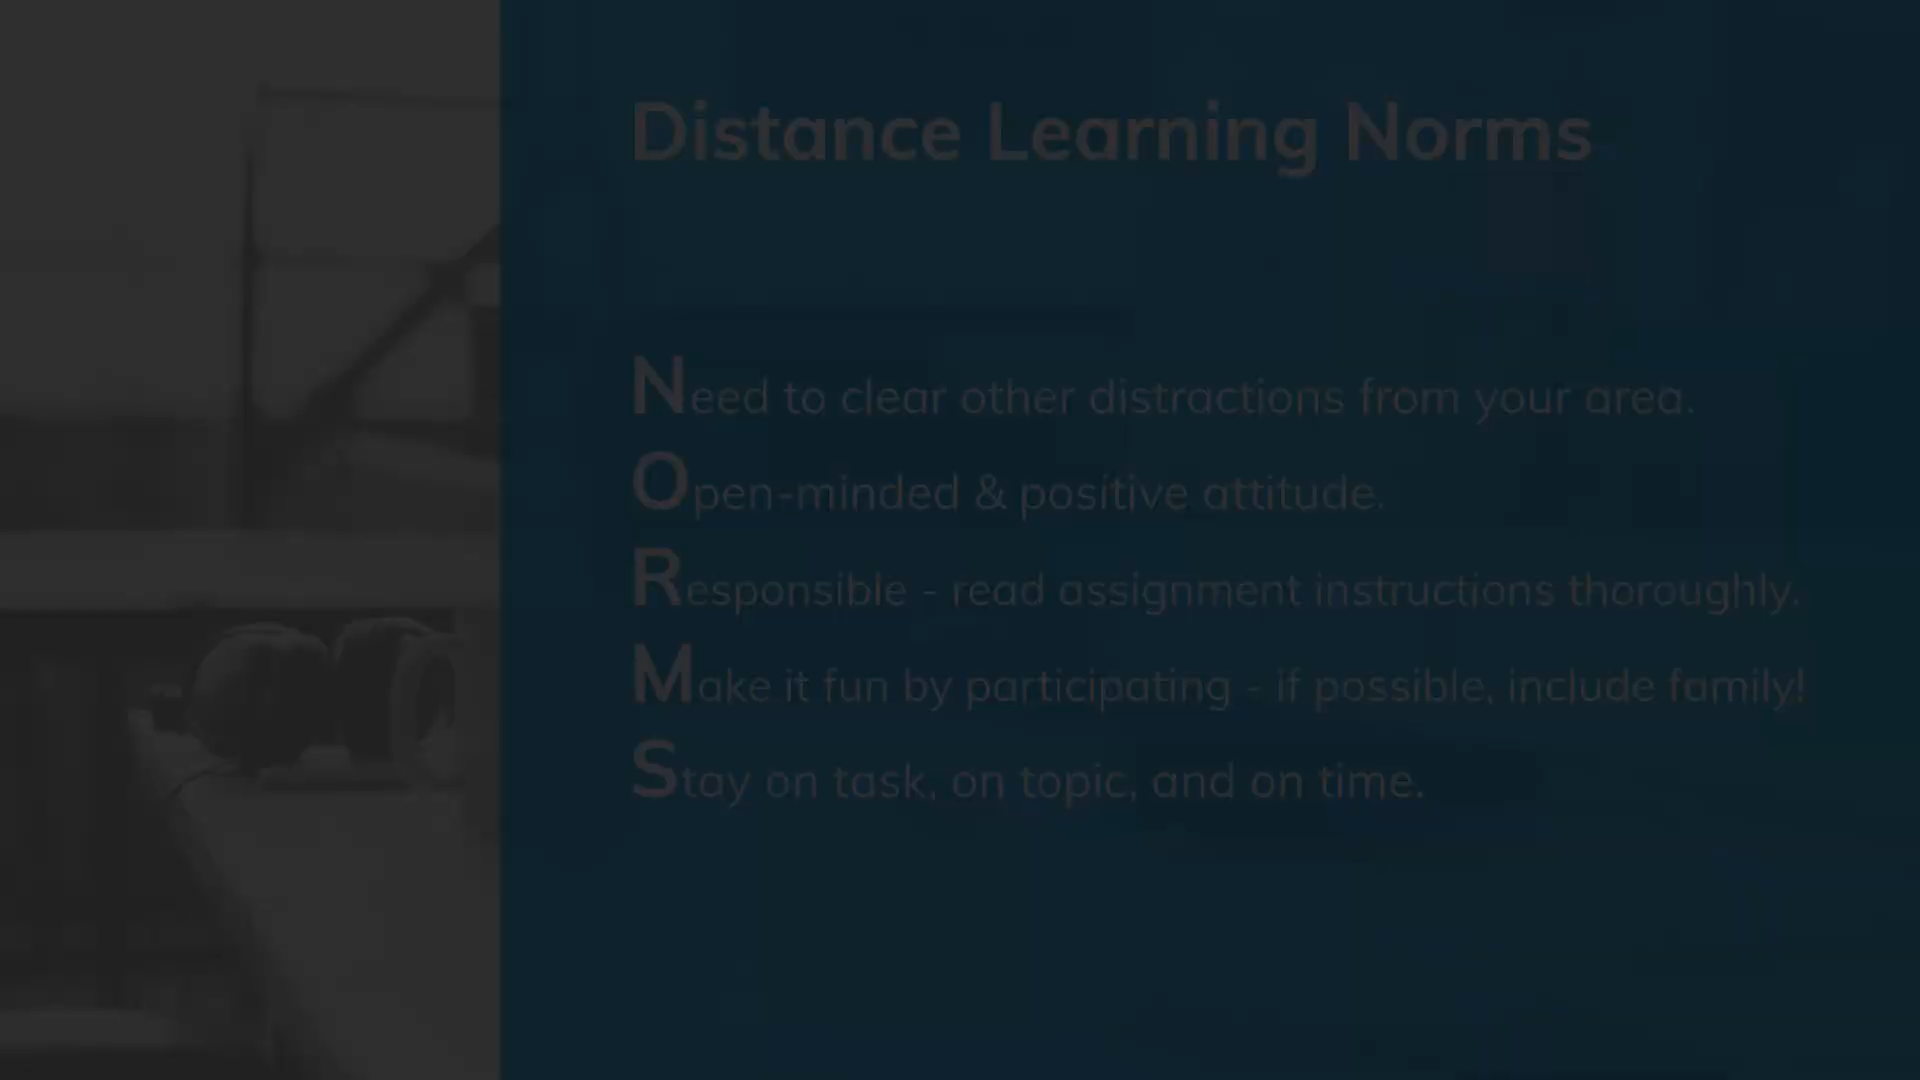 Distance Learning Norms
Need to clear other distractions from your area.
Open-minded & positive attitude.
Responsible - read assignment instructions thoroughly.
Make it fun by participating - if possible, include family!
Stay on task, on topic, and on time.